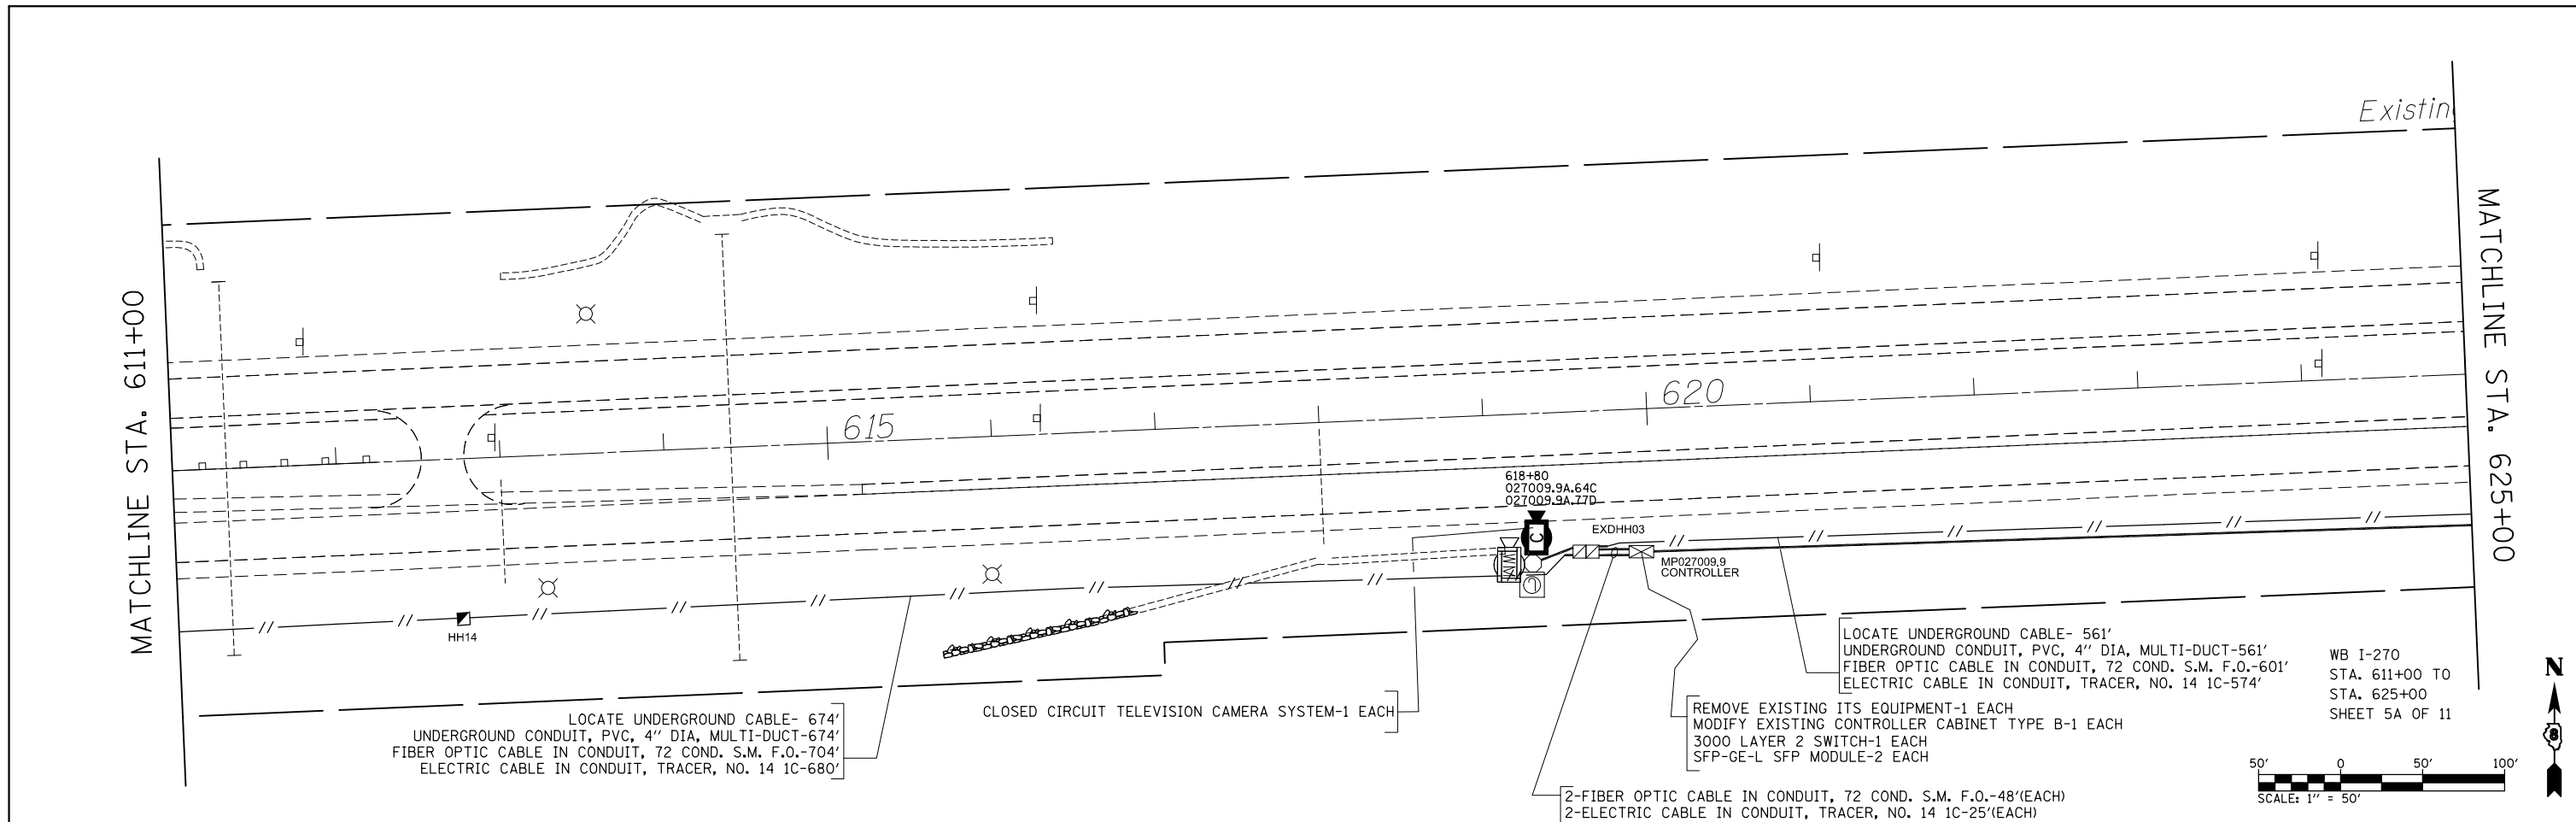 Existin
MATCHLINE STA. 611+00
MATCHLINE STA. 625+00
615
620
618+80
027009.9A.64C
027009.9A.77D
C
EXDHH03
MP027009.9
CONTROLLER
HH14
LOCATE UNDERGROUND CABLE- 674'
UNDERGROUND CONDUIT, PVC, 4" DIA, MULTI-DUCT-674'
FIBER OPTIC CABLE IN CONDUIT, 72 COND. S.M. F.O.-704'
ELECTRIC CABLE IN CONDUIT, TRACER, NO. 14 1C-680'
CLOSED CIRCUIT TELEVISION CAMERA SYSTEM-1 EACH
LOCATE UNDERGROUND CABLE- 561'
UNDERGROUND CONDUIT, PVC, 4" DIA, MULTI-DUCT-561'
FIBER OPTIC CABLE IN CONDUIT, 72 COND. S.M. F.O.-601'
ELECTRIC CABLE IN CONDUIT, TRACER, NO. 14 1C-574'
REMOVE EXISTING ITS EQUIPMENT-1 EACH
MODIFY EXISTING CONTROLLER CABINET TYPE B-1 EACH
3000 LAYER 2 SWITCH-1 EACH
SFP-GE-L SFP MODULE-2 EACH
2-FIBER OPTIC CABLE IN CONDUIT, 72 COND. S.M. F.O.-48'(EACH)
2-ELECTRIC CABLE IN CONDUIT, TRACER, NO. 14 1C-25'(EACH)
WB I-270
STA. 611+00 TO
STA. 625+00
SHEET 5A OF 11
N
8
50' 0 50' 100'
SCALE: 1" = 50'